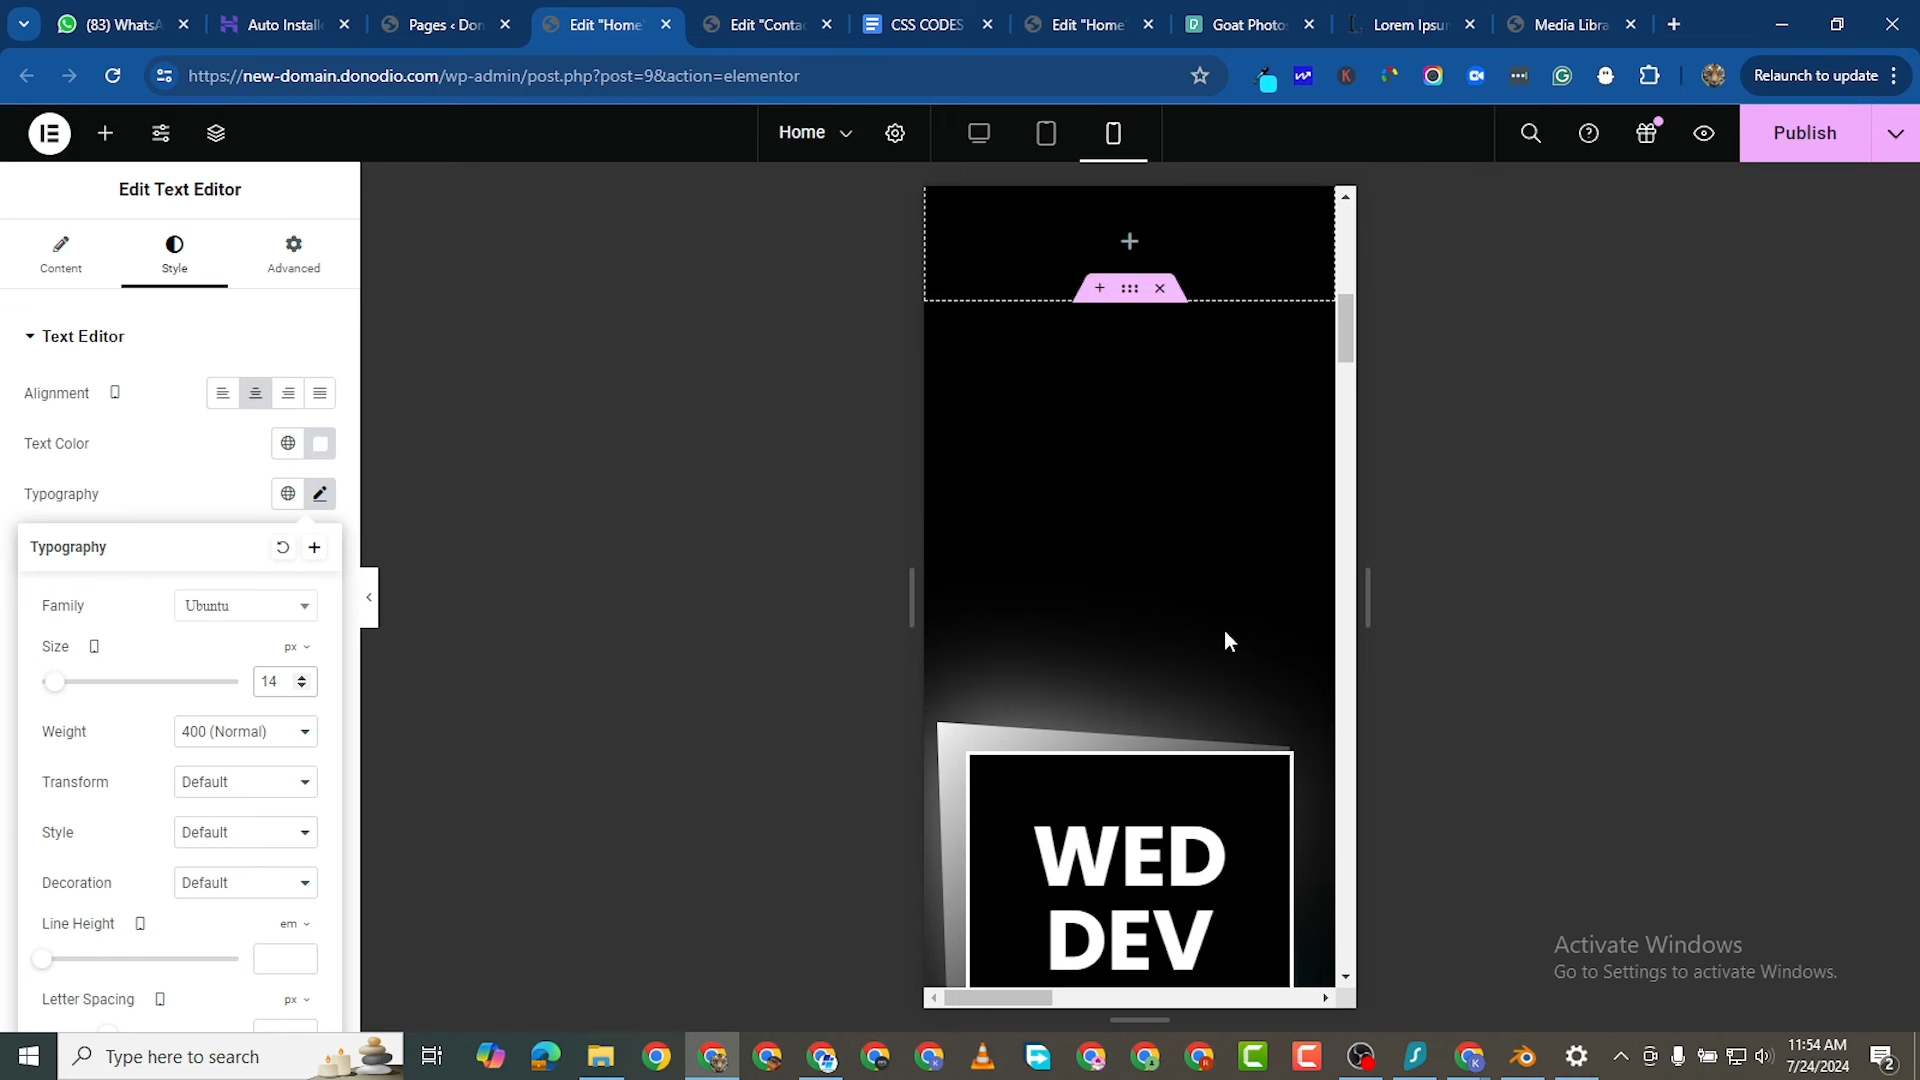 (83) WhatsA
Auto Installe
Pages ‹ Don
Edit "Home"
Edit "Conta
CSS CODES
Edit "Home"
Goat Photos
Lorem Ipsum
Media Libra
https://new-domain.donodio.com/wp-admin/post.php?post=9&action=elementor
Relaunch to update
Home
Publish
Edit Text Editor
Content
Style
Advanced
Text Editor
Alignment
Text Color
Typography
Typography
Family
Ubuntu
Size
px
14
Weight
400 (Normal)
Transform
Default
Style
Default
Decoration
Default
Line Height
em
Letter Spacing
px
WED
DEV
Activate Windows
Go to Settings to activate Windows.
Type here to search
11:54 AM
7/24/2024
2